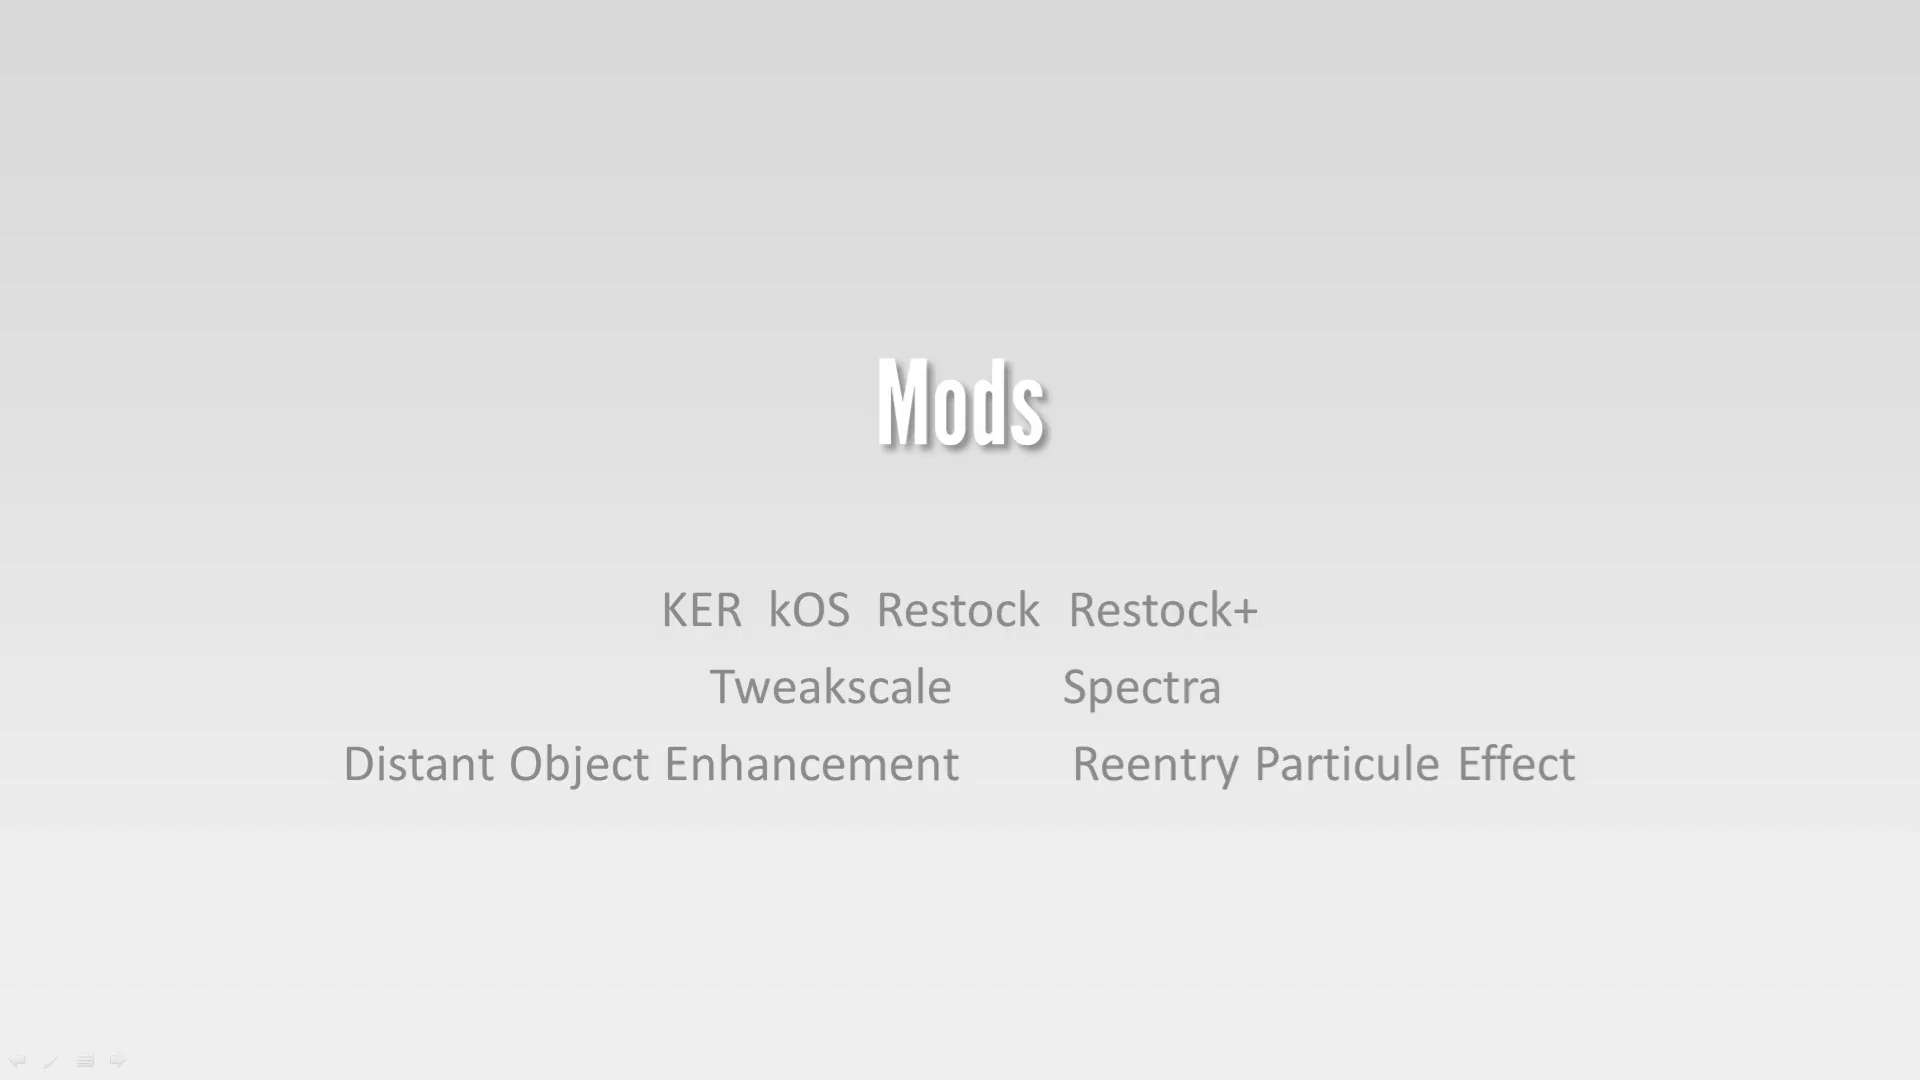 Mods
KER kOS Restock Restock+
Tweakscale Spectra
Distant Object Enhancement Reentry Particule Effect